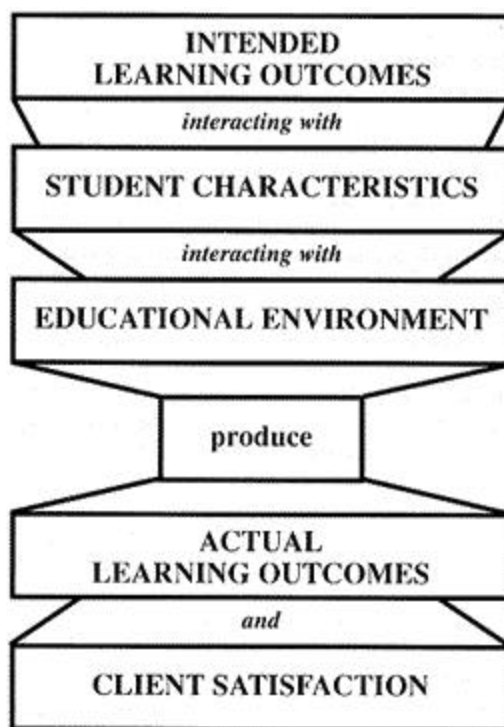 INTENDED
LEARNING OUTCOMES
interacting with
STUDENT CHARACTERISTICS
interacting with
EDUCATIONAL ENVIRONMENT
produce
ACTUAL
LEARNING OUTCOMES
and
CLIENT SATISFACTION